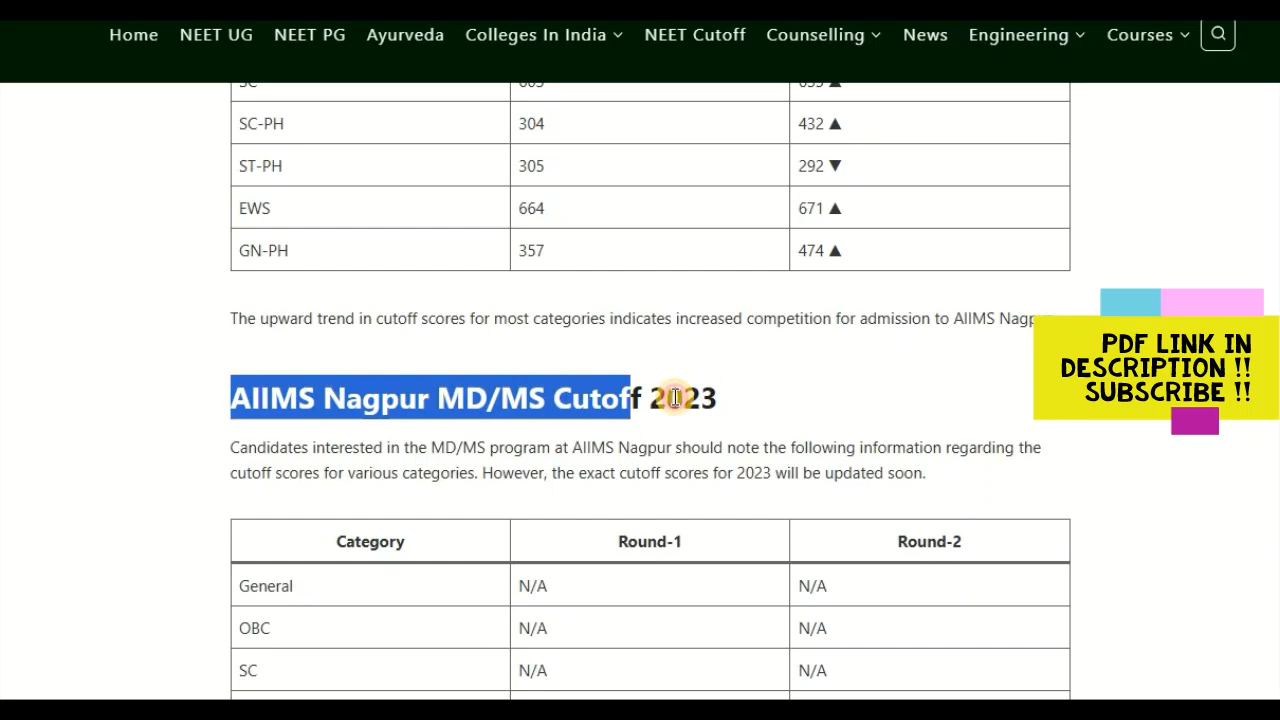 Home NEET UG NEET PG Ayurveda Colleges In India NEET Cutoff Counselling News Engineering Courses
SC-PH 304 432 ▲
ST-PH 305 292 ▼
EWS 664 671 ▲
GN-PH 357 474 ▲
The upward trend in cutoff scores for most categories indicates increased competition for admission to AIIMS Nagpur
PDF LINK IN
DESCRIPTION !!
SUBSCRIBE !!
AIIMS Nagpur MD/MS Cutoff 2023
Candidates interested in the MD/MS program at AIIMS Nagpur should note the following information regarding the
cutoff scores for various categories. However, the exact cutoff scores for 2023 will be updated soon.
Category Round-1 Round-2
General N/A N/A
OBC N/A N/A
SC N/A N/A